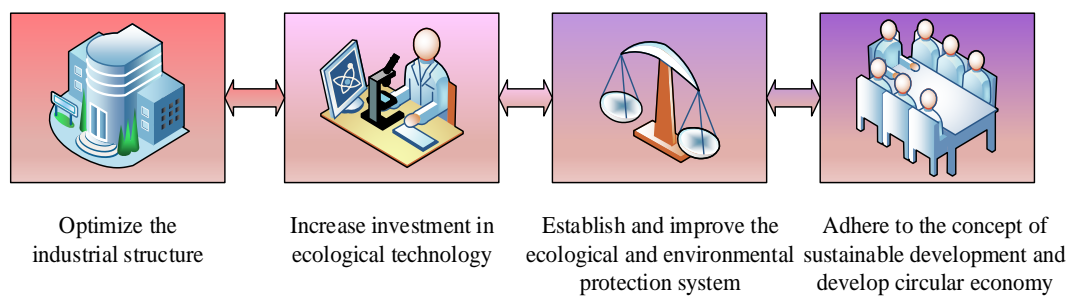 Optimize the
industrial structure
Increase investment in
ecological technology
Establish and improve the
ecological and environmental
protection system
Adhere to the concept of
sustainable development and
develop circular economy